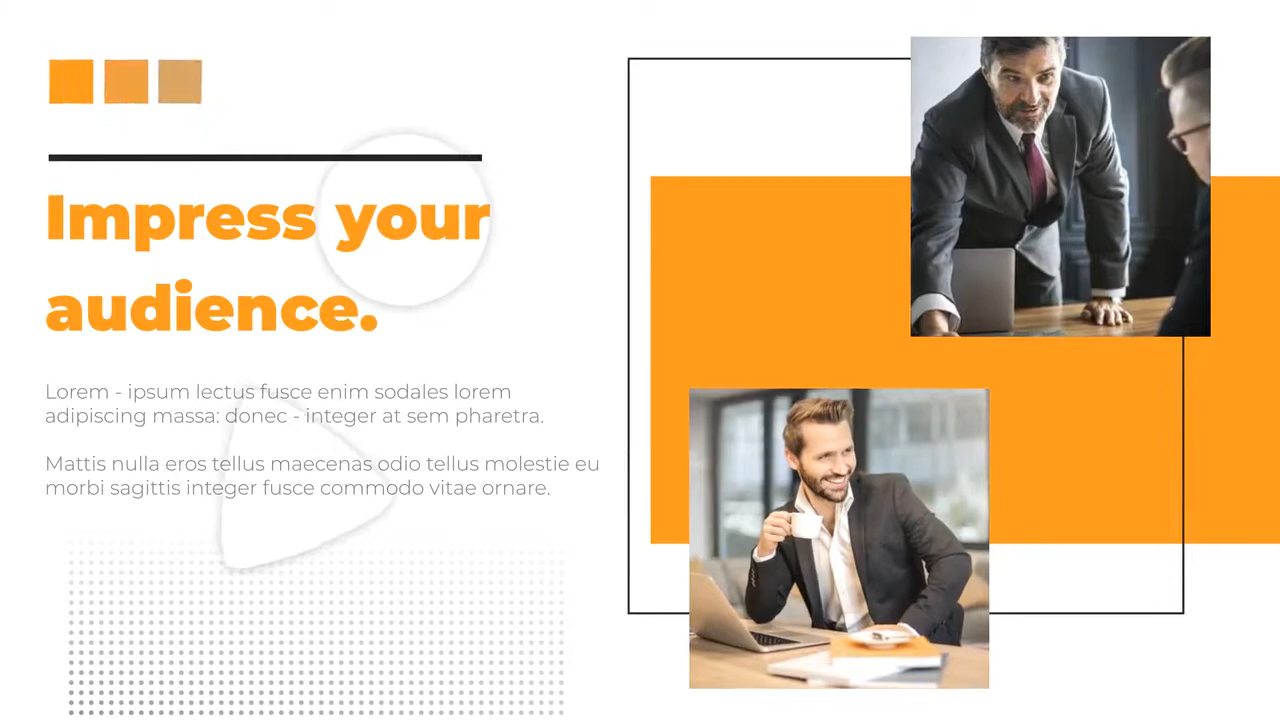 Impress your
audience.
Lorem - ipsum lectus fusce enim sodales lorem
adipiscing massa: donec - integer at sem pharetra.
Mattis nulla eros tellus maecenas odio tellus molestie eu
morbi sagittis integer fusce commodo vitae ornare.